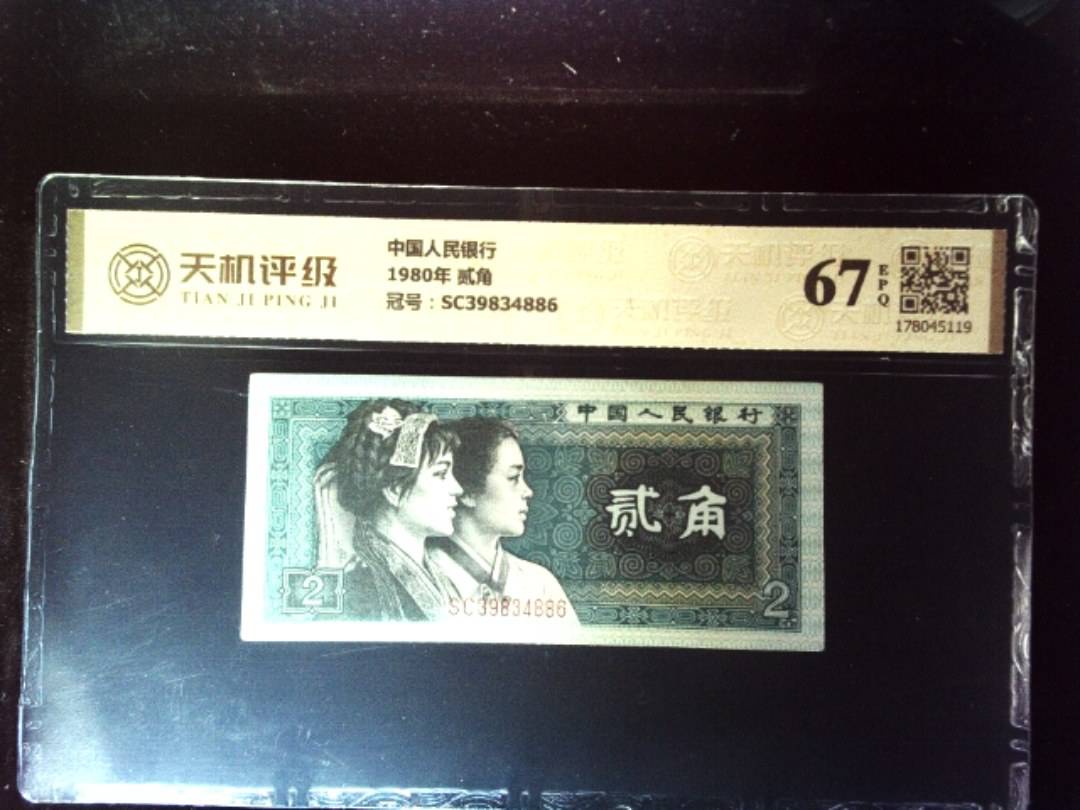 天机评级
TIAN JI PING JI
中国人民银行
1980年 贰角
冠号：SC39834886
67
EPQ
178045119
中国人民银行
贰角
2
SC39834886
2